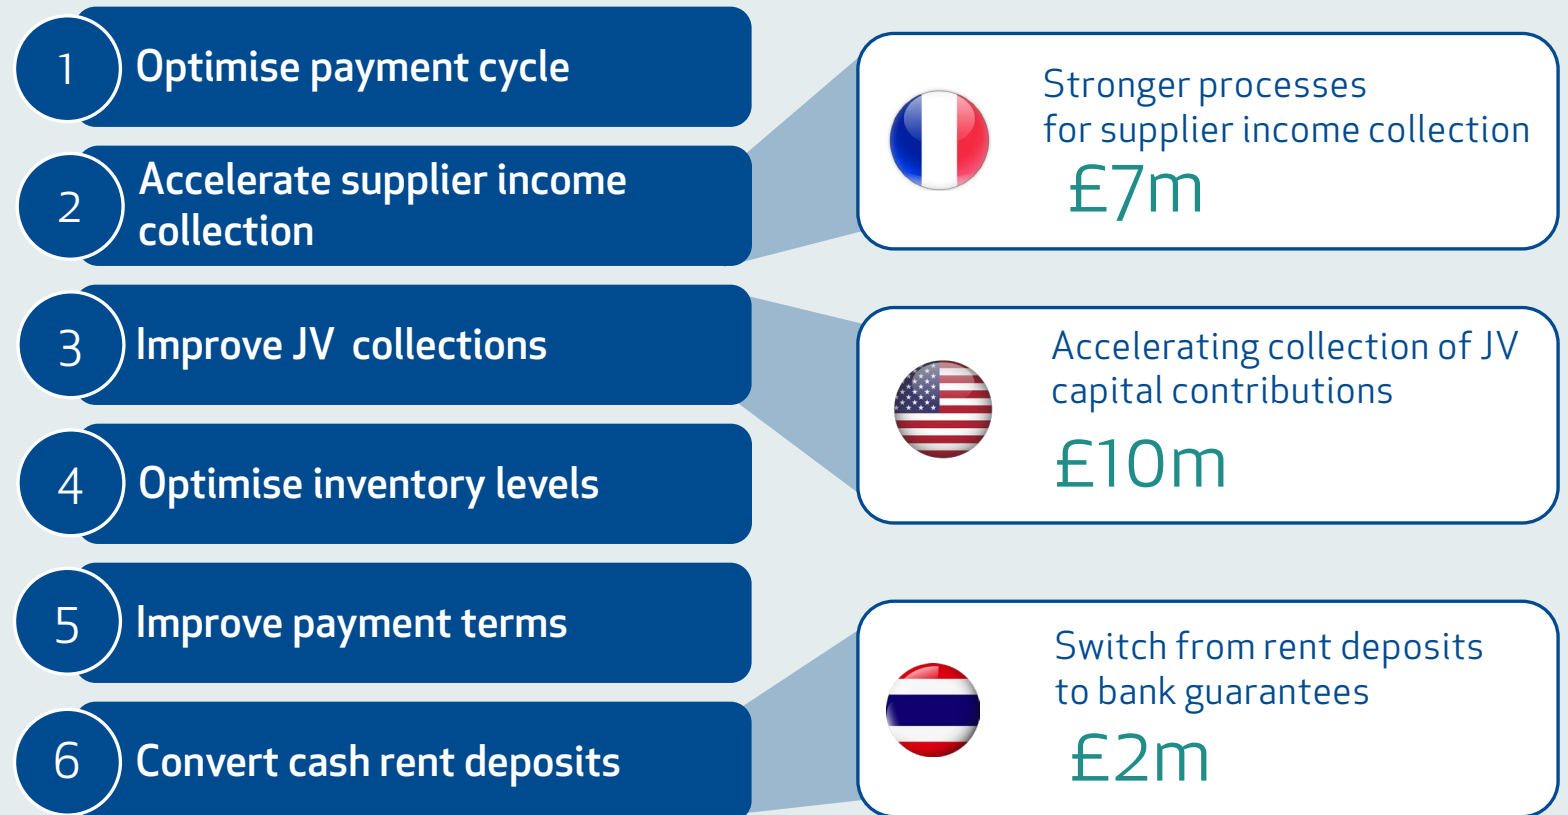 1
Optimise payment cycle
2
Accelerate supplier income
collection
3
Improve JV collections
4
Optimise inventory levels
5
Improve payment terms
6
Convert cash rent deposits
Stronger processes
for supplier income collection
£7m
Accelerating collection of JV
capital contributions
£10m
Switch from rent deposits
to bank guarantees
£2m